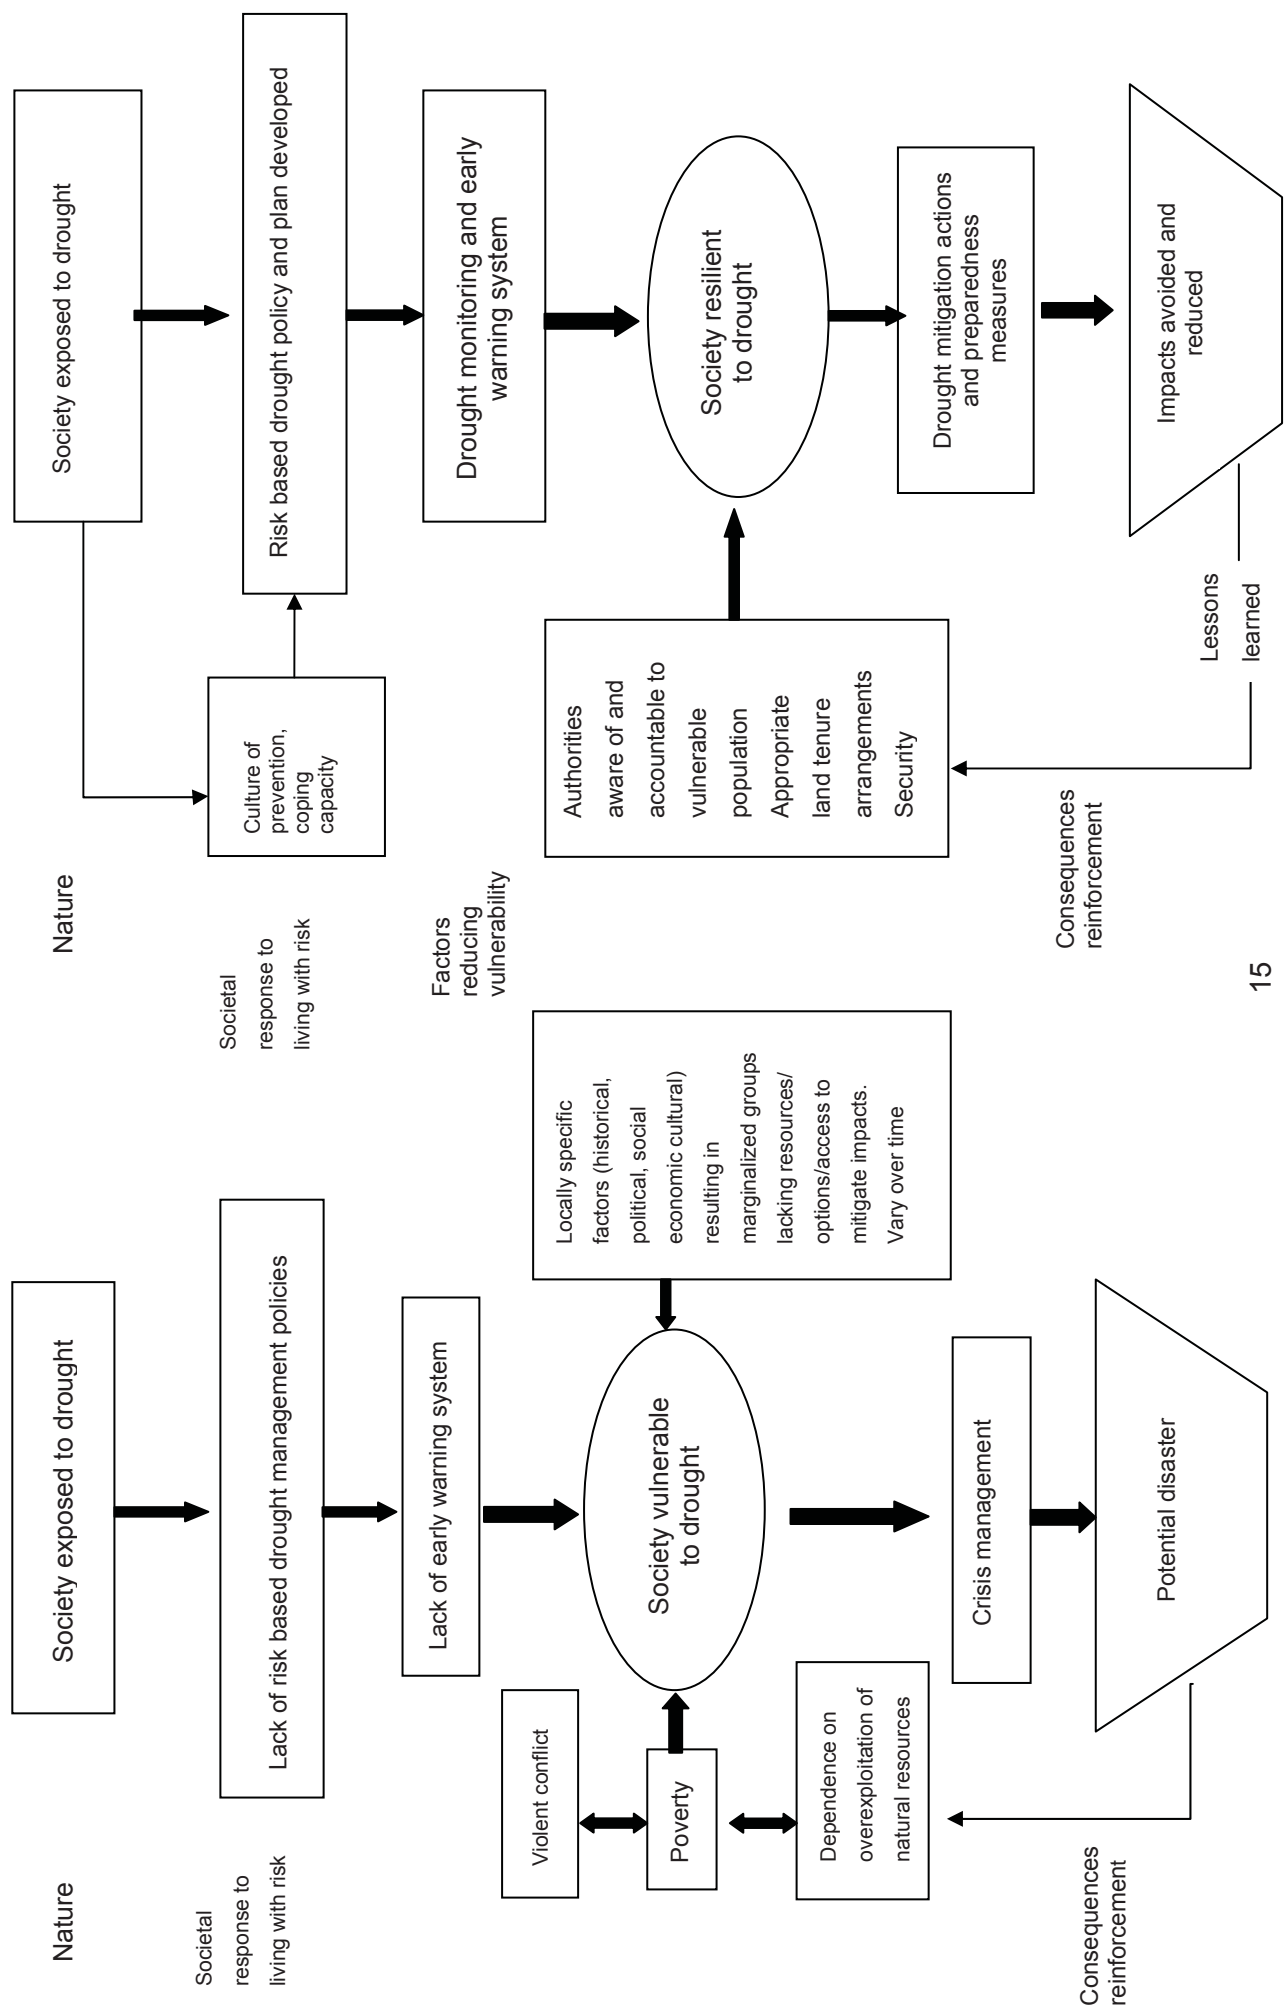 Nature
Society exposed to drought
Societal
response to
living with risk
Lack of risk based drought management policies
Lack of early warning system
Violent conflict
Poverty
Dependence on
overexploitation of
natural resources
Society vulnerable
to drought
Locally specific
factors (historical,
political, social
economic cultural)
resulting in
marginalized groups
lacking resources/
options/access to
mitigate impacts.
Vary over time
Crisis management
Potential disaster
Consequences
reinforcement
Nature
Society exposed to drought
Societal
response to
living with risk
Culture of
prevention,
coping
capacity
Risk based drought policy and plan developed
Factors
reducing
vulnerability
Drought monitoring and early
warning system
Authorities
aware of and
accountable to
vulnerable
population
Appropriate
land tenure
arrangements
Security
Society resilient
to drought
Drought mitigation actions
and preparedness
measures
Impacts avoided and
reduced
Lessons
learned
Consequences
reinforcement
15